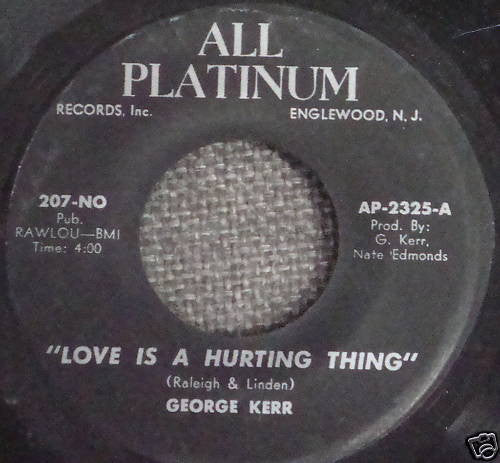 ALL
PLATINUM
RECORDS, Inc.
ENGLEWOOD, N. J.
207-NO
Pub.
RAWLOU—BMI
Time: 4:00
AP-2325-A
Prod. By:
G. Kerr,
Nate Edmonds
"LOVE IS A HURTING THING"
(Raleigh & Linden)
GEORGE KERR